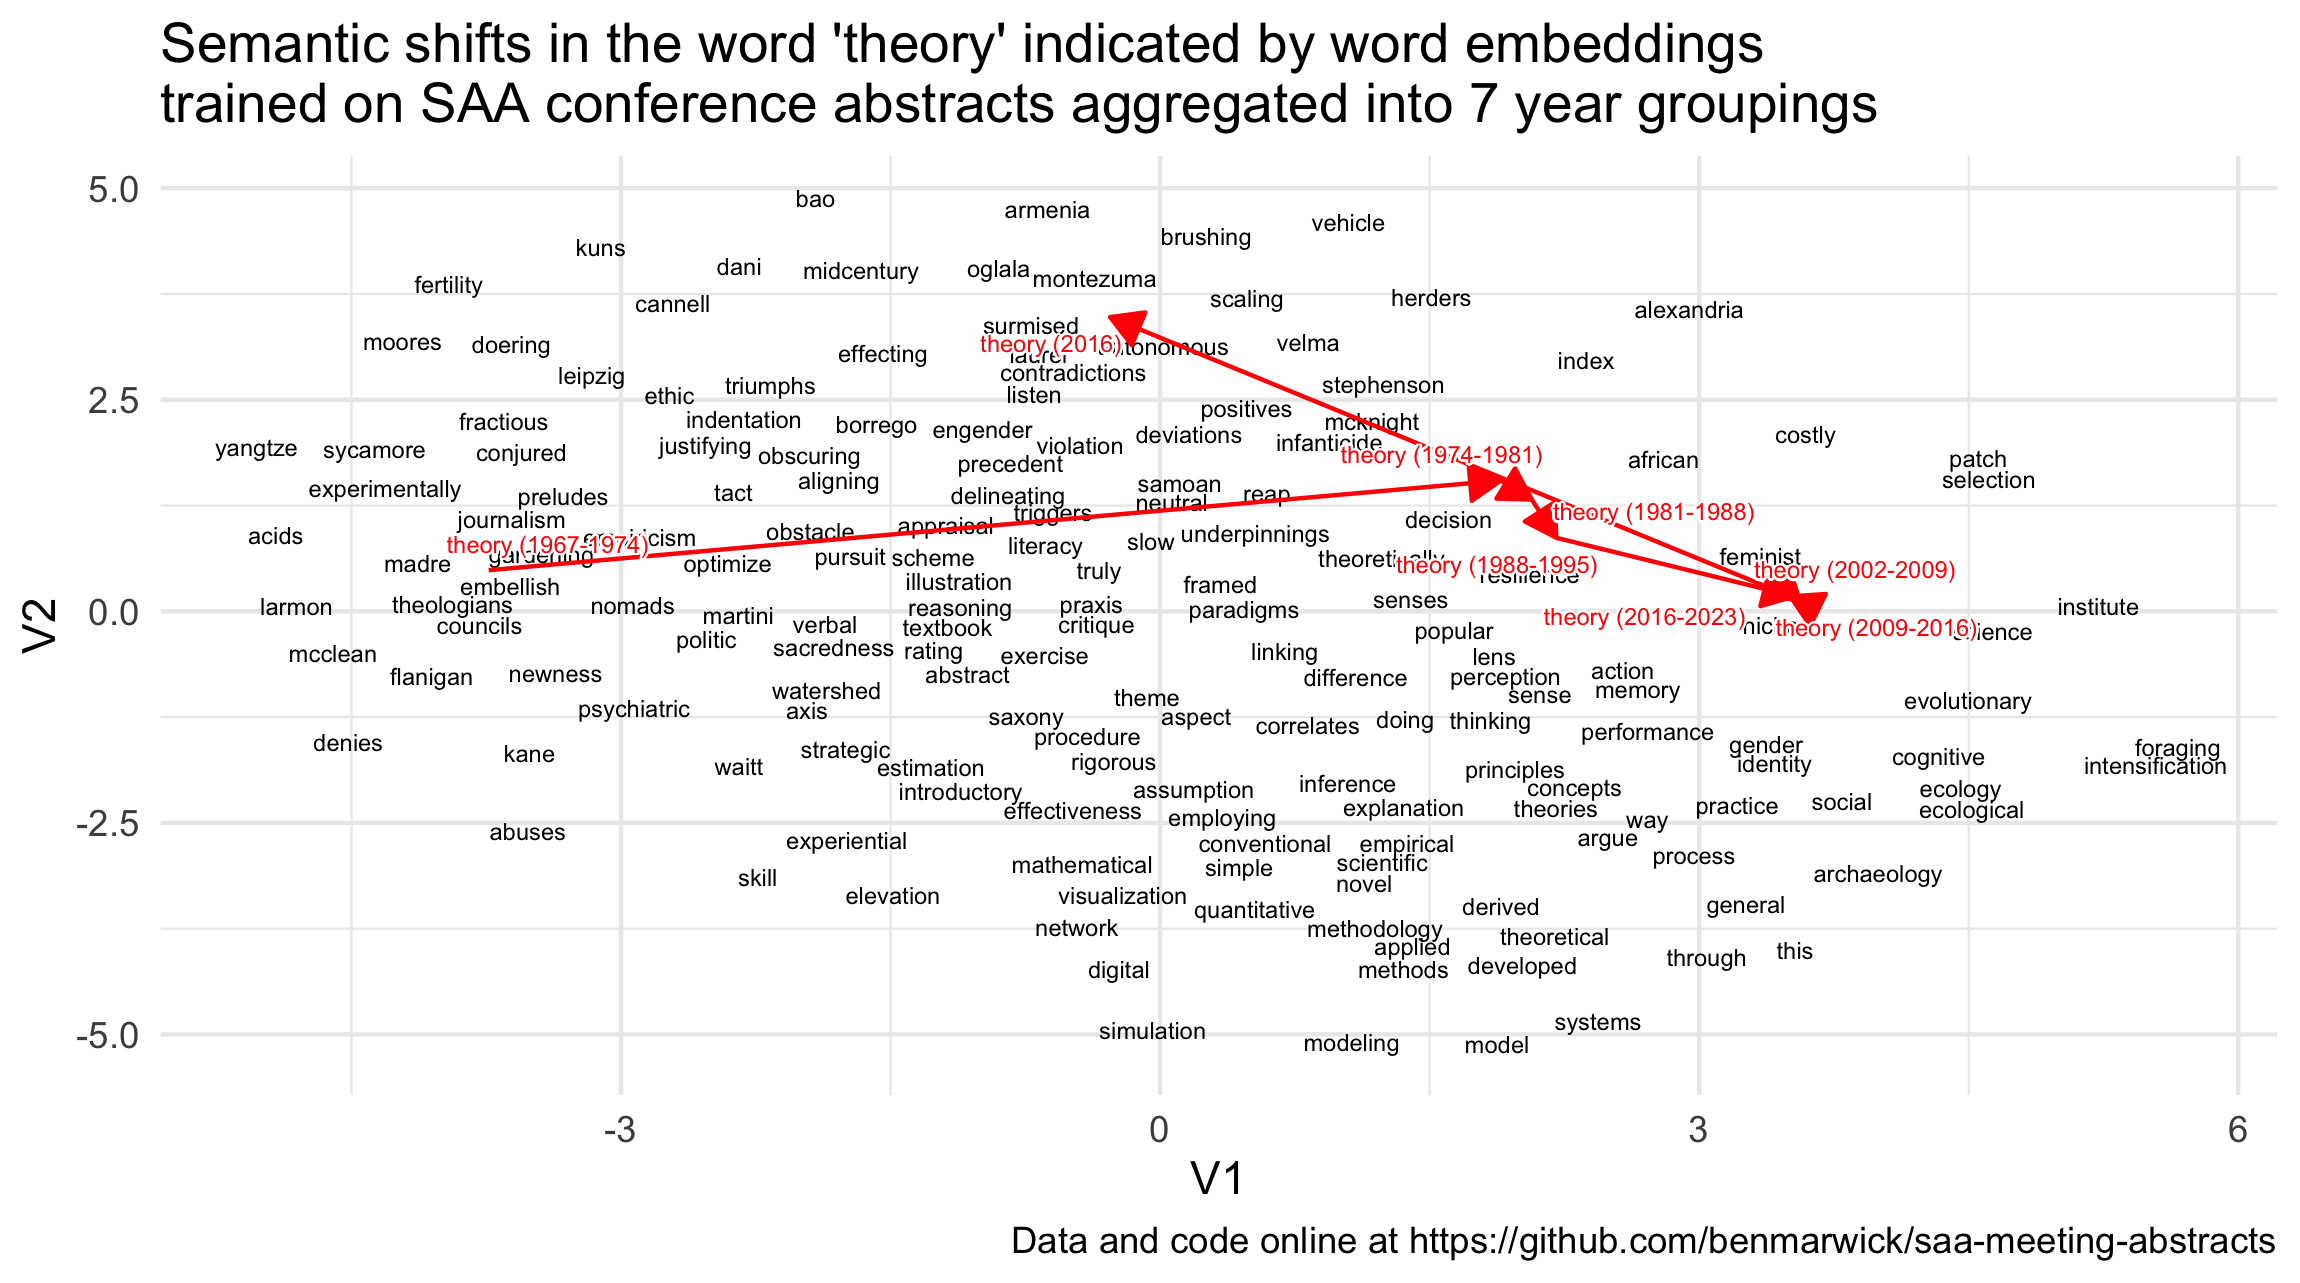 Semantic shifts in the word 'theory' indicated by word embeddings
trained on SAA conference abstracts aggregated into 7 year groupings
V2
5.0
2.5
0.0
-2.5
-5.0
bao
armenia
vehicle
brushing
kuns
dani
midcentury
oglala
montezuma
fertility
cannell
scaling
herders
alexandria
surmised
theory (2016)
laurel
autonomous
moores
doering
effecting
velma
index
leipzig
contradictions
triumphs
stephenson
ethic
listen
positives
fractious
indentation
borrego
engender
mcknight
deviations
infanticide
costly
yangtze
sycamore
conjured
justifying
obscuring
violation
theory (1974-1981)
precedent
african
patch
selection
experimentally
preludes
tact
aligning
delineating
samoan
neutral
reap
triggers
theory (1981-1988)
journalism
acids
obstacle
appraisal
decision
underpinnings
empiricism
theory (1967-1974)
gardening
literacy
slow
madre
optimize
pursuit
scheme
truly
theoretically
theory (1988-1995)
resilience
feminist
theory (2002-2009)
embellish
illustration
framed
larmon
theologians
nomads
martini
reasoning
praxis
paradigms
senses
theory (2016-2023)
institute
councils
politic
verbal
textbook
critique
popular
theory (2009-2016)
science
mcclean
sacredness
rating
exercise
linking
lens
flanigan
newness
abstract
difference
perception
action
watershed
theme
sense
memory
evolutionary
psychiatric
axis
saxony
aspect
correlates
doing
thinking
performance
denies
kane
strategic
procedure
rigorous
gender
identity
cognitive
foraging
intensification
waitt
estimation
introductory
assumption
inference
principles
concepts
ecology
ecological
effectiveness
employing
explanation
theories
way
practice
social
abuses
experiential
conventional
empirical
argue
process
mathematical
simple
scientific
novel
archaeology
skill
elevation
visualization
quantitative
derived
general
network
methodology
applied
theoretical
digital
methods
developed
through
this
simulation
modeling
model
systems
-3
0
3
6
V1
Data and code online at https://github.com/benmarwick/saa-meeting-abstracts